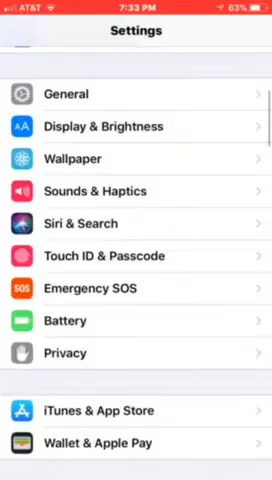 AT&T 7:33 PM 63%
Settings
General
AA Display & Brightness
Wallpaper
Sounds & Haptics
Siri & Search
Touch ID & Passcode
SOS Emergency SOS
Battery
Privacy
iTunes & App Store
Wallet & Apple Pay